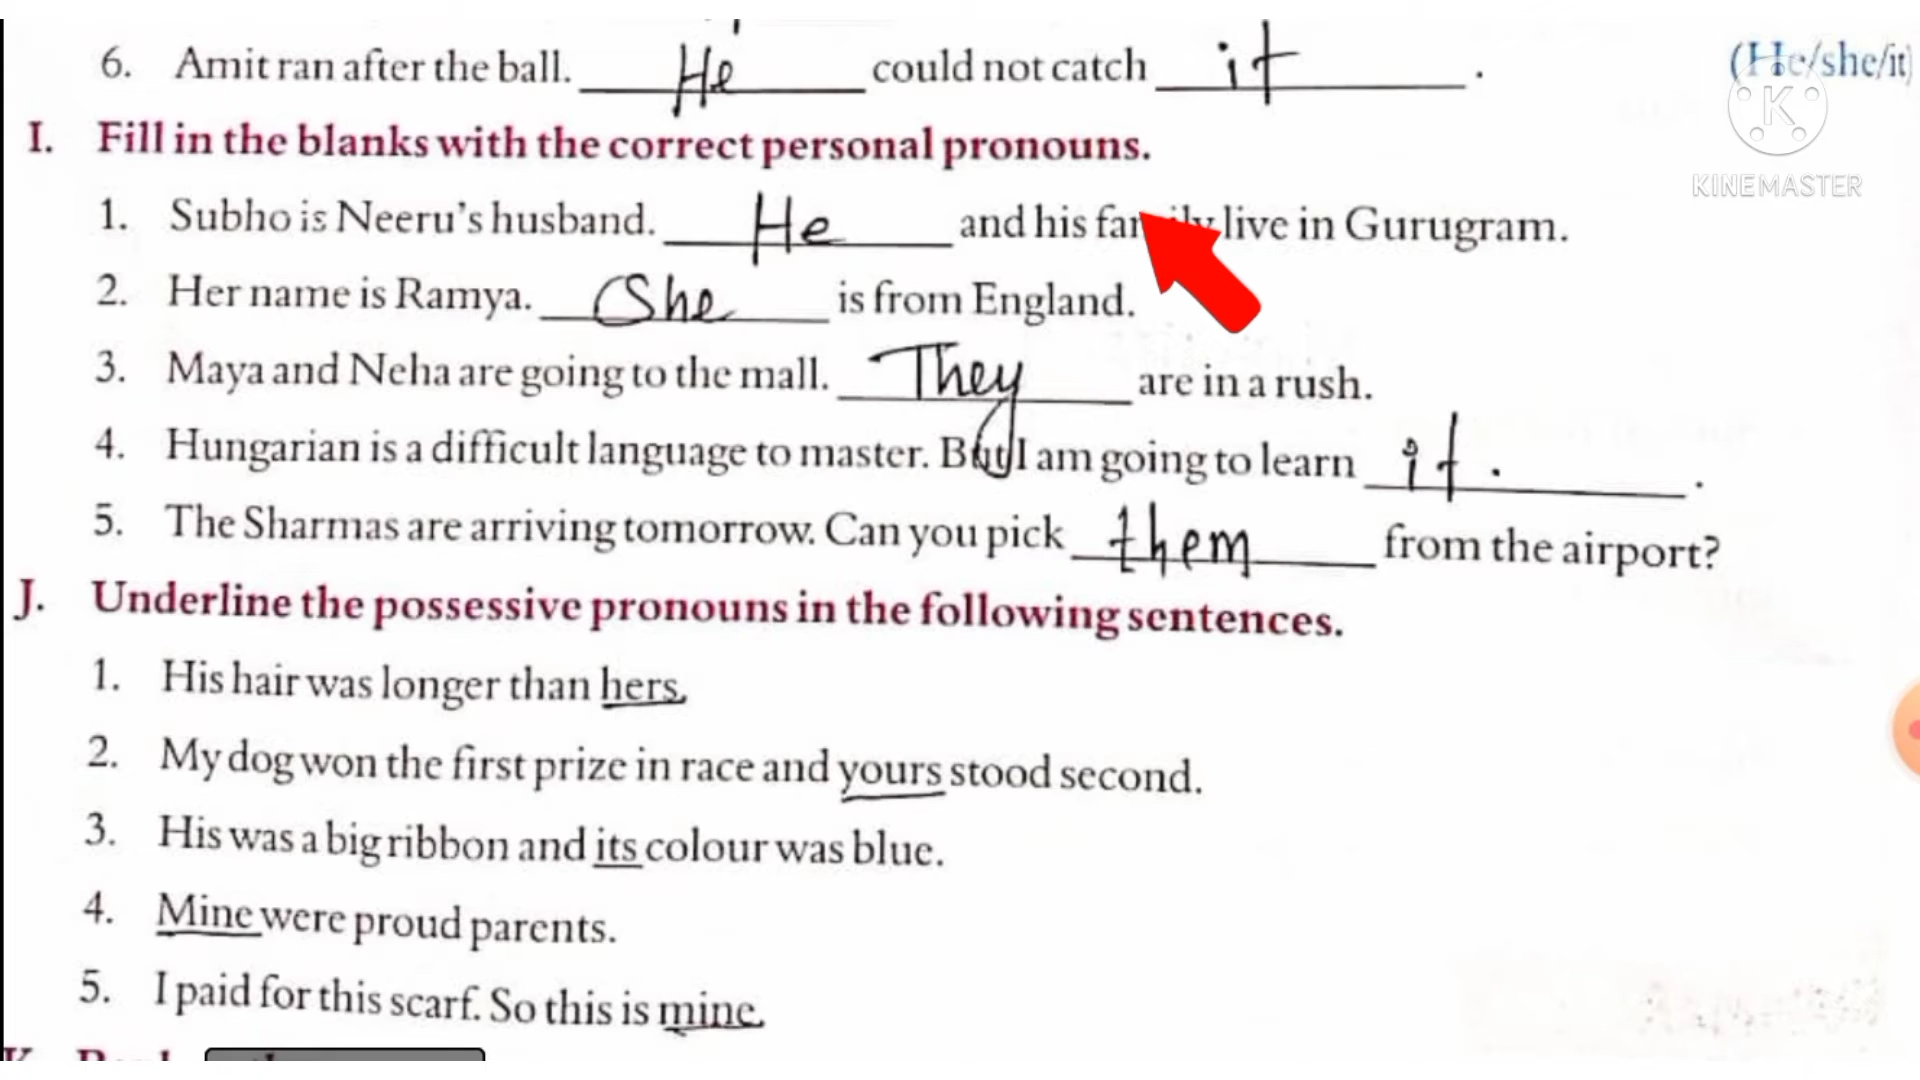 6. Amit ran after the ball. He could not catch it. (He/she/it)
KINEMASTER
I. Fill in the blanks with the correct personal pronouns.
1. Subho is Neeru's husband. He and his family live in Gurugram.
2. Her name is Ramya. She is from England.
3. Maya and Neha are going to the mall. They are in a rush.
4. Hungarian is a difficult language to master. But I am going to learn it.
5. The Sharmas are arriving tomorrow. Can you pick them from the airport?
J. Underline the possessive pronouns in the following sentences.
1. His hair was longer than hers.
2. My dog won the first prize in race and yours stood second.
3. His was a big ribbon and its colour was blue.
4. Mine were proud parents.
5. I paid for this scarf. So this is mine.